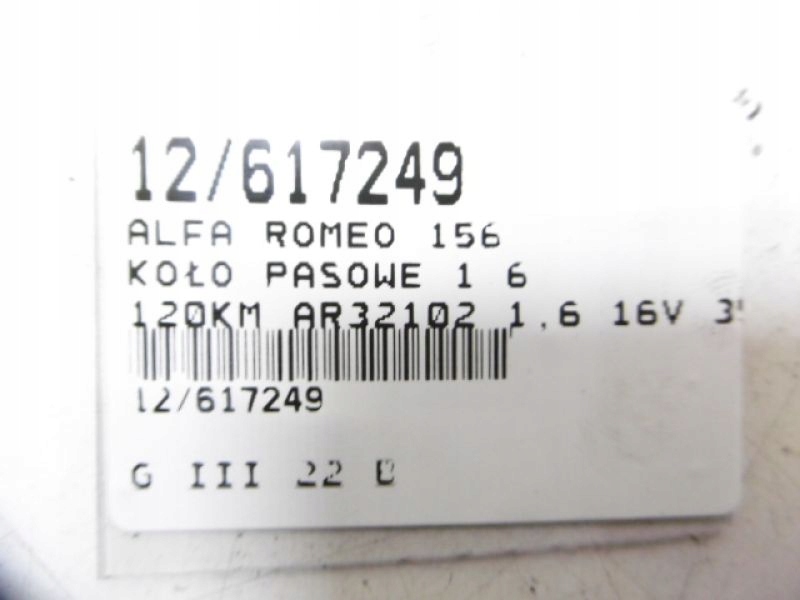 12/617249
ALFA ROMEO 156
KOŁO PASOWE 1 6
120KM AR32102 1.6 16V
12/617249
G III 22